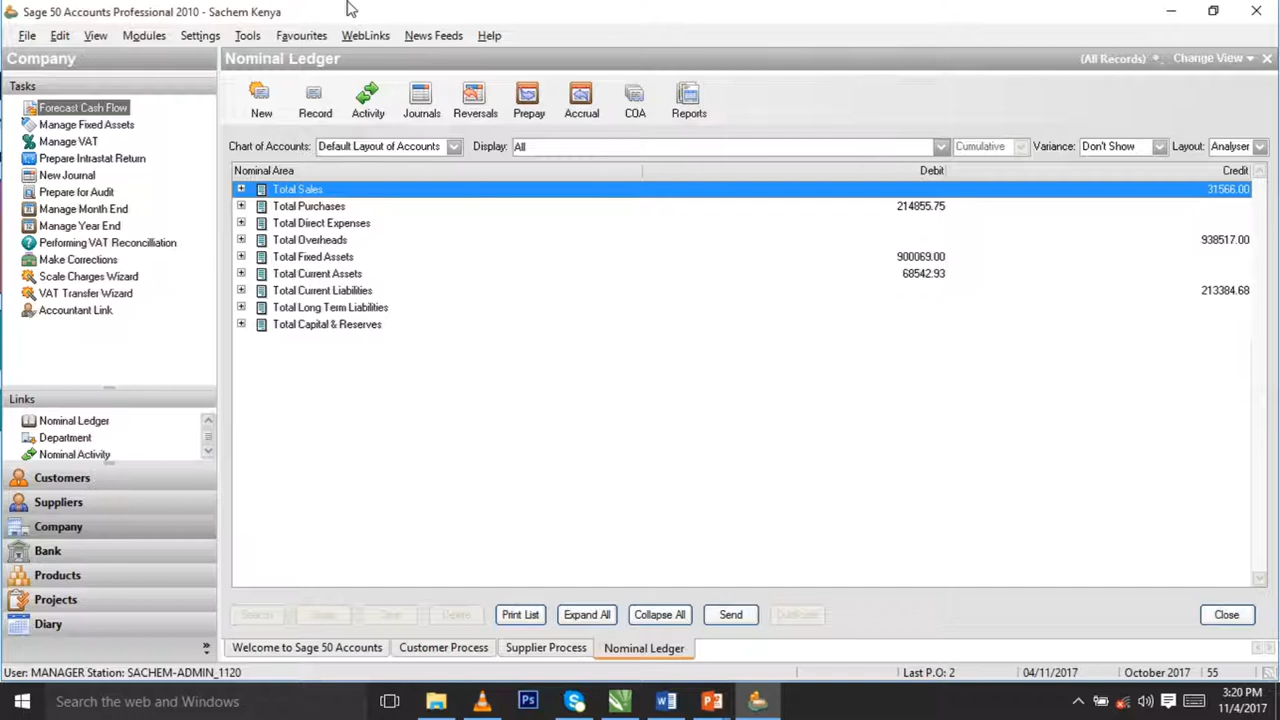 Sage 50 Accounts Professional 2010 - Sachem Kenya
File Edit View Modules Settings Tools Favourites WebLinks News Feeds Help
Company
Nominal Ledger
(All Records)
Change View
Tasks
Forecast Cash Flow
Manage Fixed Assets
Manage VAT
Prepare Intrastat Return
New Journal
Prepare for Audit
Manage Month End
Manage Year End
Performing VAT Reconcilliation
Make Corrections
Scale Charges Wizard
VAT Transfer Wizard
Accountant Link
Links
Nominal Ledger
Department
Nominal Activity
Customers
Suppliers
Company
Bank
Products
Projects
Diary
New Record Activity Journals Reversals Prepay Accrual COA Reports
Chart of Accounts: Default Layout of Accounts Display: All Cumulative Variance: Don't Show Layout: Analyser
Nominal Area Debit Credit
Total Sales 31566.00
Total Purchases 214855.75
Total Direct Expenses
Total Overheads 938517.00
Total Fixed Assets 900069.00
Total Current Assets 68542.93
Total Current Liabilities 213384.68
Total Long Term Liabilities
Total Capital & Reserves
Print List Expand All Collapse All Send Close
Welcome to Sage 50 Accounts Customer Process Supplier Process Nominal Ledger
User: MANAGER Station: SACHEM-ADMIN_1120 Last P.O: 2 04/11/2017 October 2017 55
Search the web and Windows
3:20 PM
11/4/2017